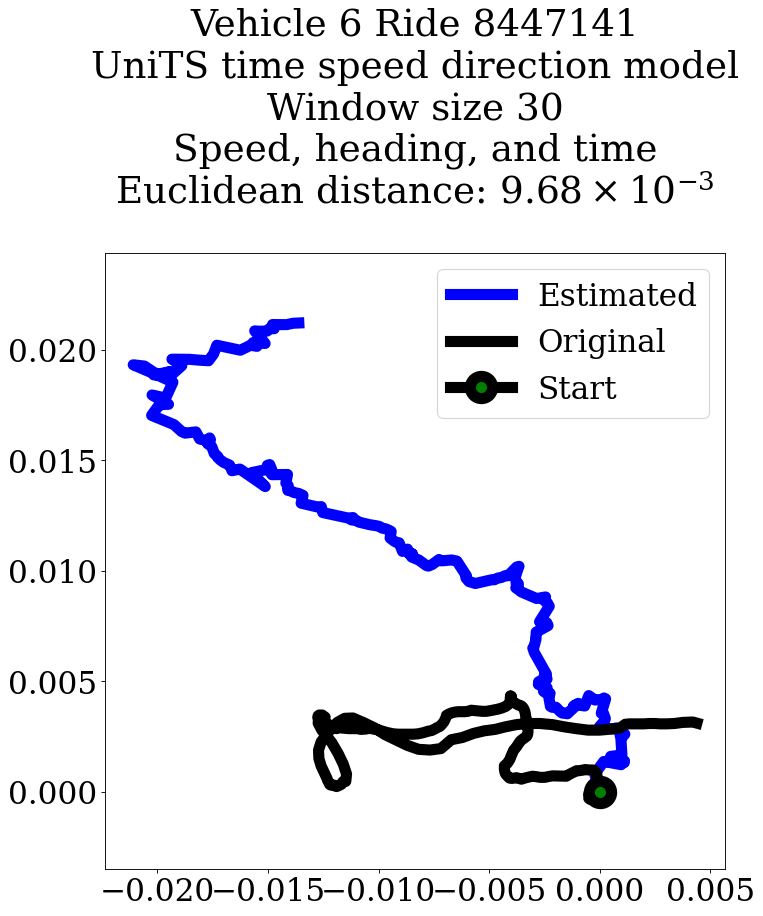 Vehicle 6 Ride 8447141
UniTS time speed direction model
Window size 30
Speed, heading, and time
Euclidean distance: 9.68 × 10⁻³
Estimated
Original
Start
0.020
0.015
0.010
0.005
0.000
−0.020 −0.015 −0.010 −0.005 0.000 0.005